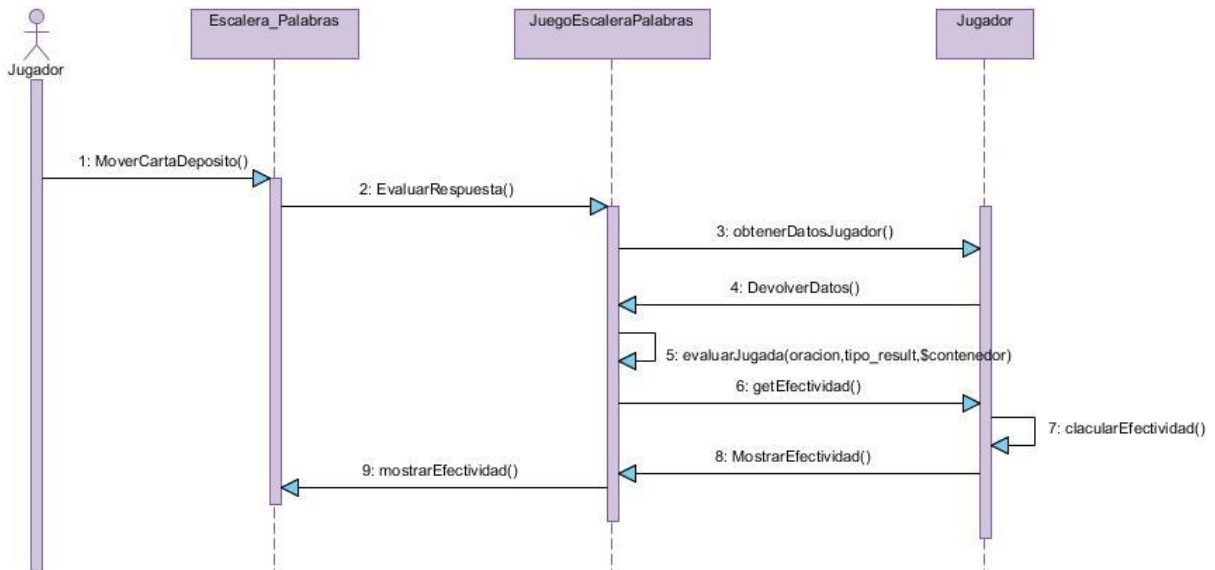 Escalera_Palabras
JuegoEscaleraPalabras
Jugador
Jugador
1: MoverCartaDeposito()
2: EvaluarRespuesta()
3: obtenerDatosJugador()
4: DevolverDatos()
5: evaluarJugada(oracion,tipo_result,$contenedor)
6: getEfectividad()
7: clacularEfectividad()
8: MostrarEfectividad()
9: mostrarEfectividad()